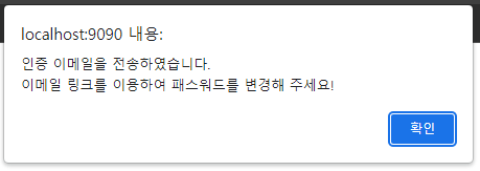 localhost:9090 내용:
인증 이메일을 전송하였습니다.
이메일 링크를 이용하여 패스워드를 변경해 주세요!
확인